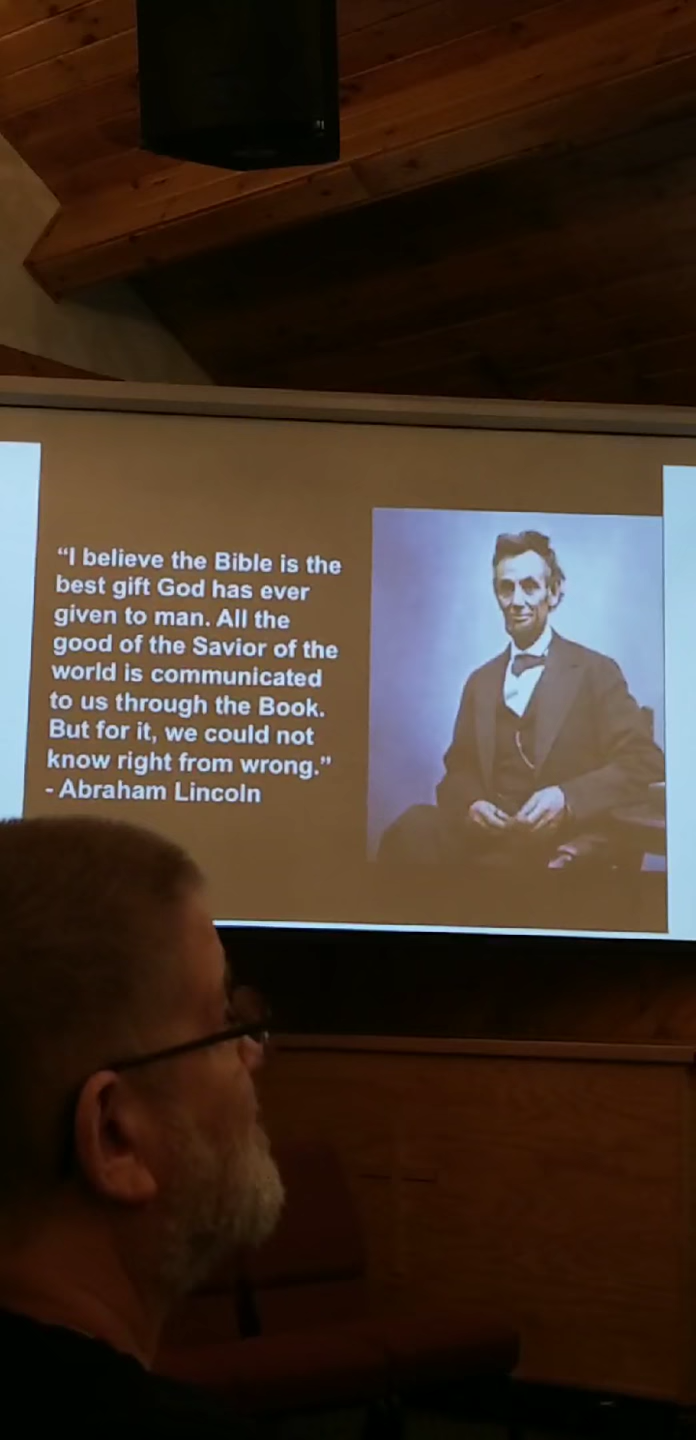 “I believe the Bible is the
best gift God has ever
given to man. All the
good of the Savior of the
world is communicated
to us through the Book.
But for it, we could not
know right from wrong.”
- Abraham Lincoln